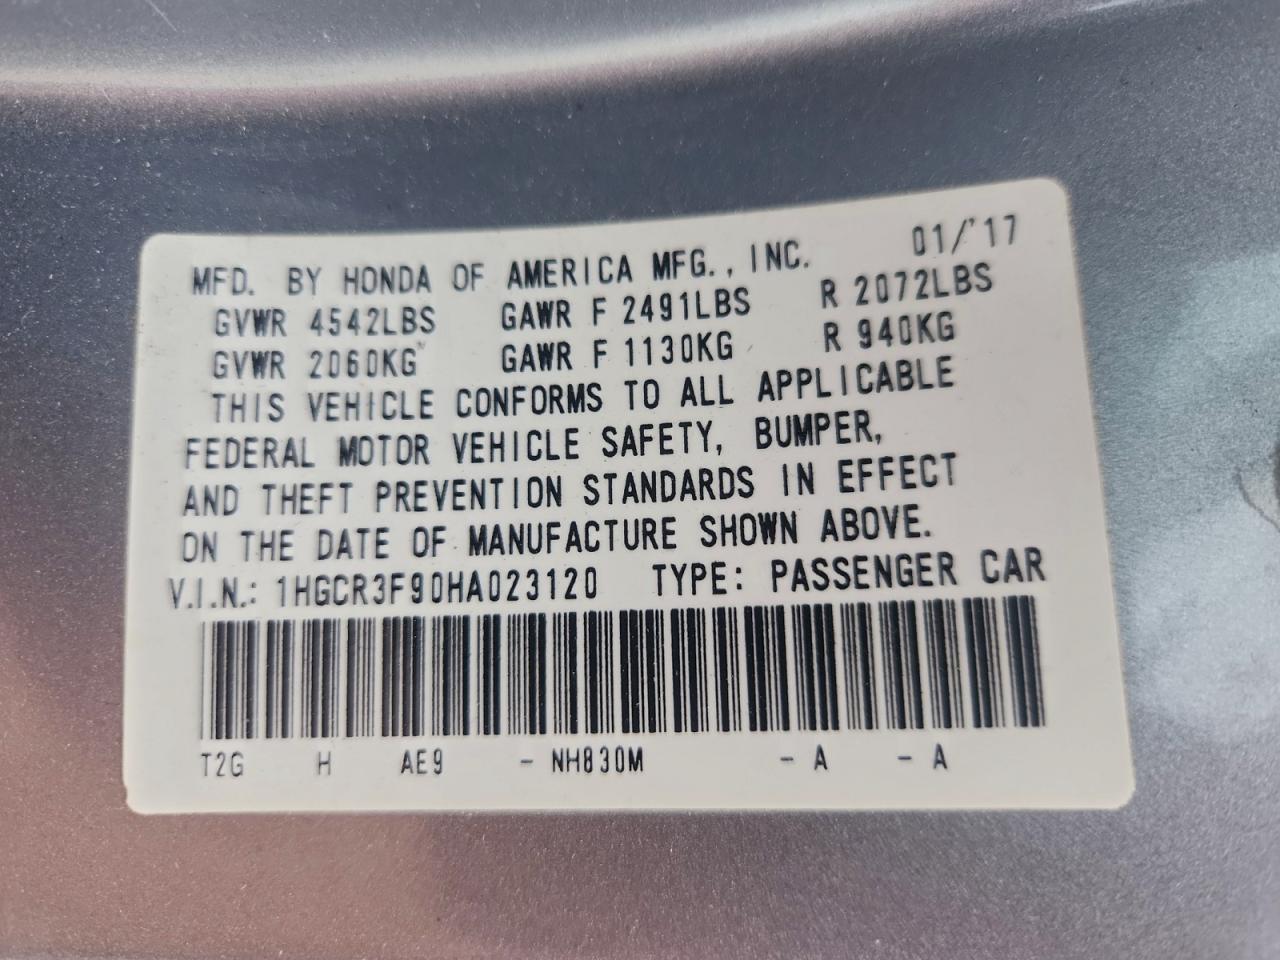 MFD. BY HONDA OF AMERICA MFG., INC. 01/'17
GVWR 4542LBS GAWR F 2491LBS R 2072LBS
GVWR 2060KG GAWR F 1130KG R 940KG
THIS VEHICLE CONFORMS TO ALL APPLICABLE
FEDERAL MOTOR VEHICLE SAFETY, BUMPER,
AND THEFT PREVENTION STANDARDS IN EFFECT
ON THE DATE OF MANUFACTURE SHOWN ABOVE.
V.I.N.: 1HGCR3F90HA023120 TYPE: PASSENGER CAR
T2G H AE9 - NH830M - A - A